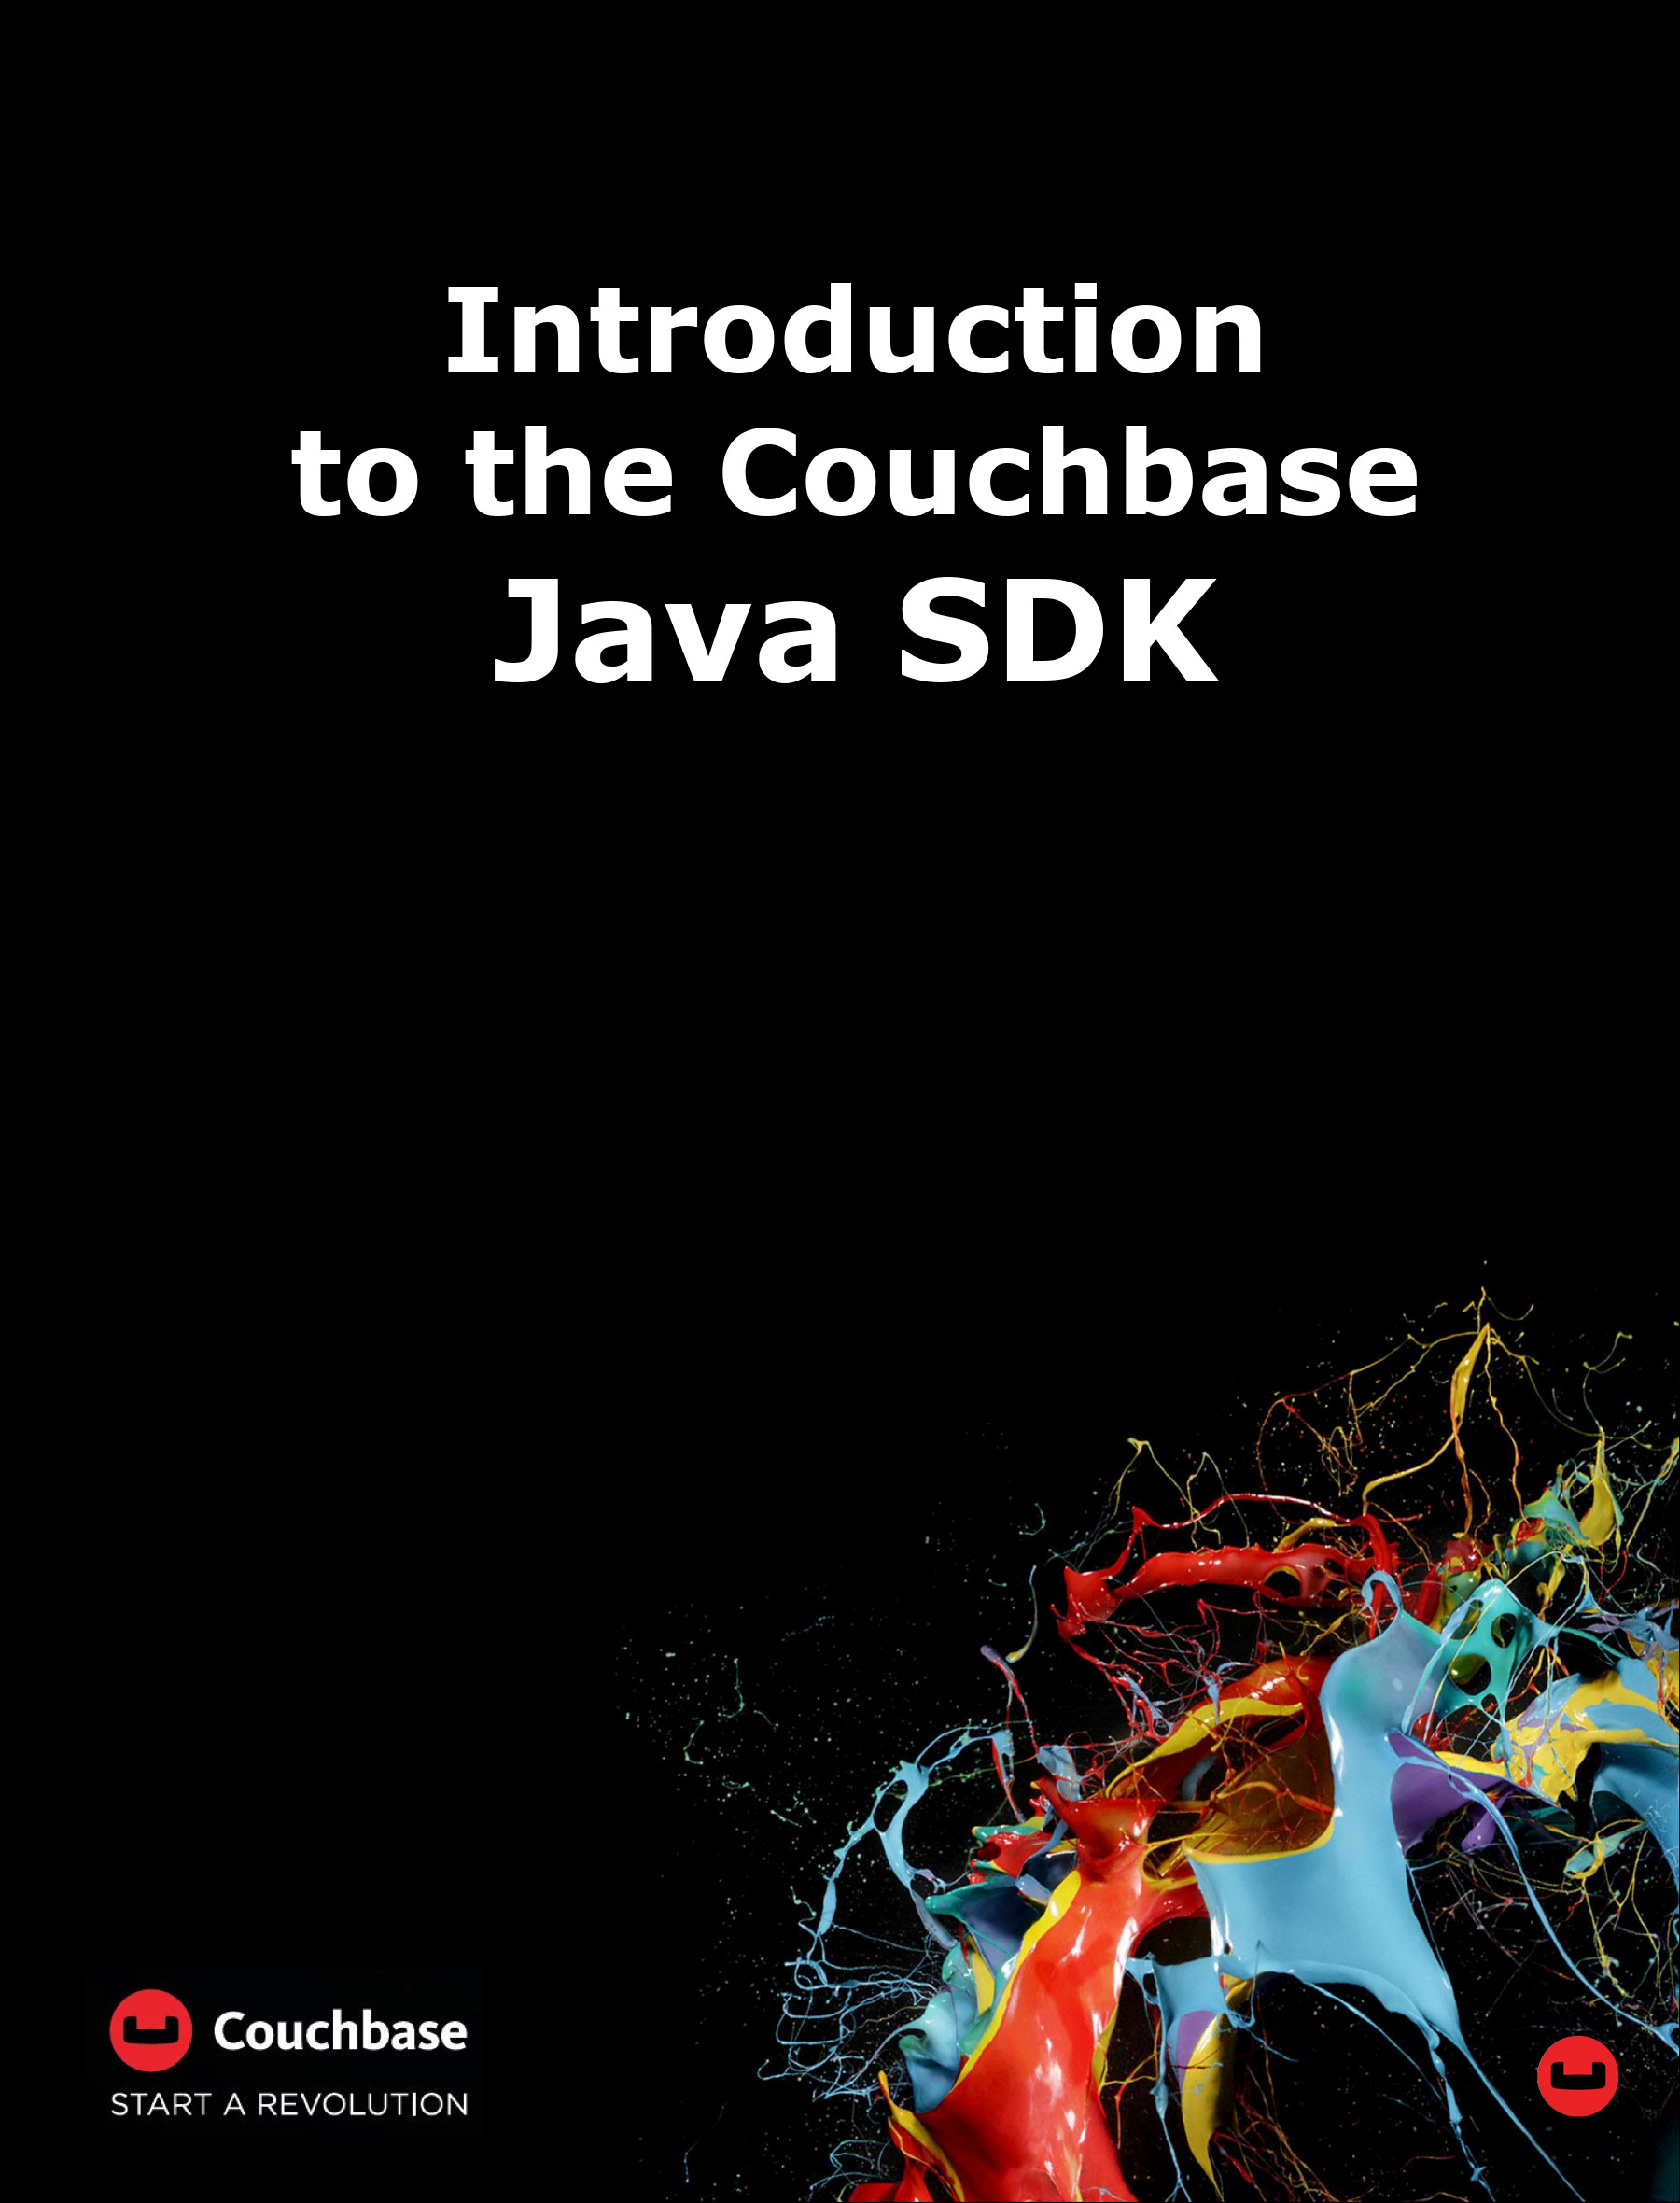 Introduction
to the Couchbase
Java SDK
Couchbase
START A REVOLUTION